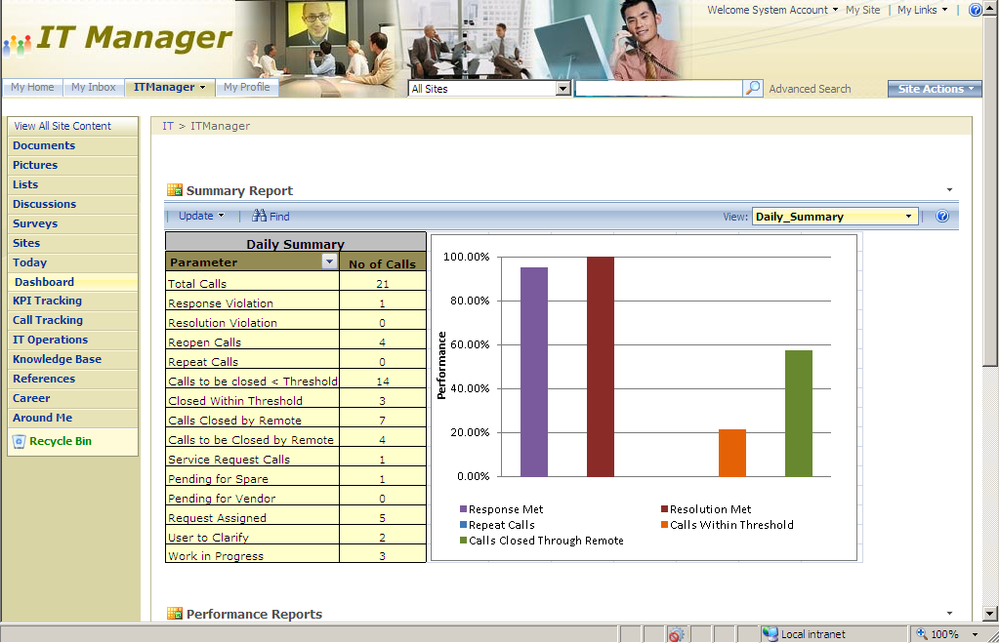 Welcome System Account My Site | My Links |
IT Manager
My Home My Inbox ITManager My Profile All Sites Advanced Search Site Actions
View All Site Content
Documents
Pictures
Lists
Discussions
Surveys
Sites
Today
Dashboard
KPI Tracking
Call Tracking
IT Operations
Knowledge Base
References
Career
Around Me
Recycle Bin
IT > ITManager
Summary Report
Update Find View: Daily_Summary
Daily Summary
Parameter No of Calls
Total Calls 21
Response Violation 1
Resolution Violation 0
Reopen Calls 4
Repeat Calls 0
Calls to be closed < Threshold 14
Closed Within Threshold 3
Calls Closed by Remote 7
Calls to be Closed by Remote 4
Service Request Calls 1
Pending for Spare 1
Pending for Vendor 0
Request Assigned 5
User to Clarify 2
Work in Progress 3
Performance
100.00%
80.00%
60.00%
40.00%
20.00%
0.00%
Response Met Resolution Met
Repeat Calls Calls Within Threshold
Calls Closed Through Remote
Performance Reports
Local intranet 100%